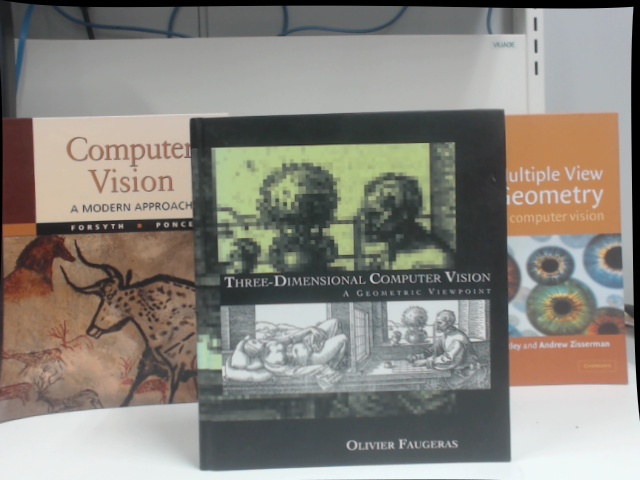 Computer
Vision
A MODERN APPROACH
FORSYTH PONCE
THREE-DIMENSIONAL COMPUTER VISION
A GEOMETRIC VIEWPOINT
OLIVIER FAUGERAS
ultiple View
eometry
computer vision
ley and Andrew Zisserman